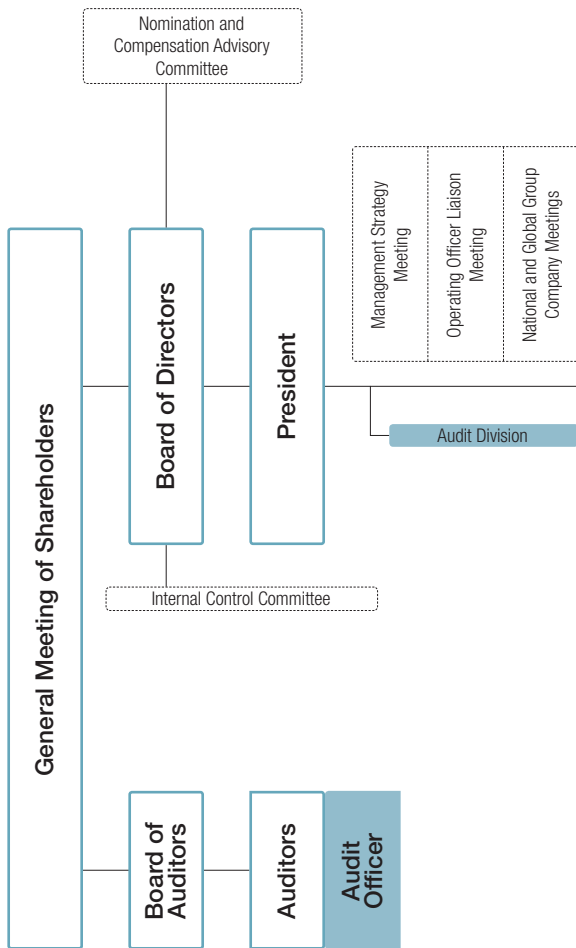 Nomination and
Compensation Advisory
Committee
General Meeting of Shareholders
Board of Directors
President
Management Strategy
Meeting
Operating Officer Liaison
Meeting
National and Global Group
Company Meetings
Audit Division
Internal Control Committee
Board of
Auditors
Auditors
Audit
Officer